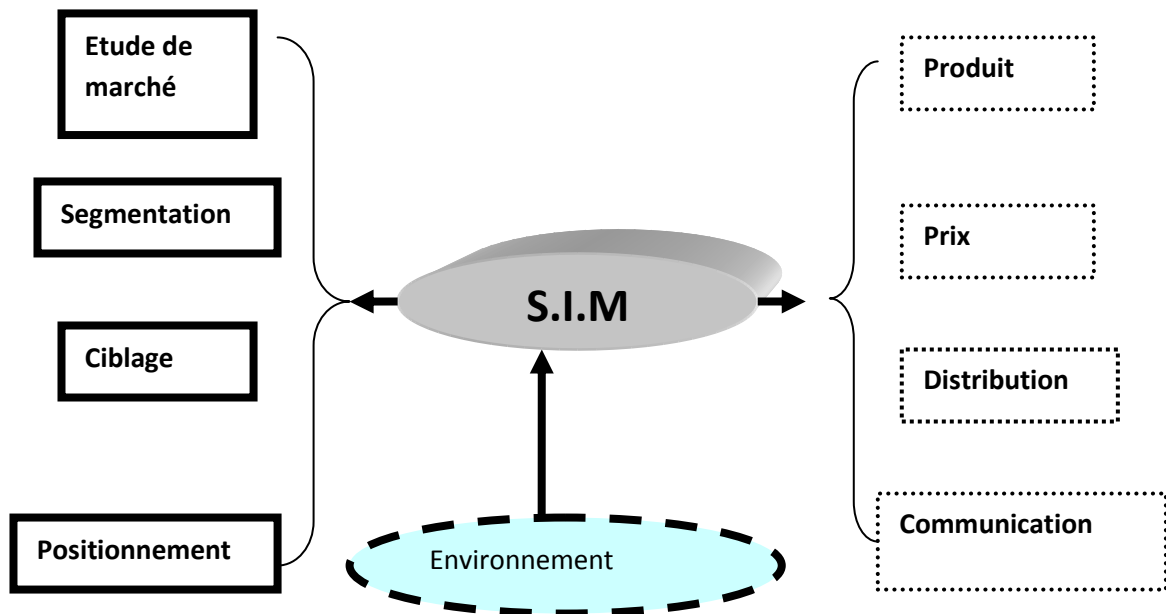 Etude de
marché
Segmentation
Ciblage
Positionnement
S.I.M
Environnement
Produit
Prix
Distribution
Communication